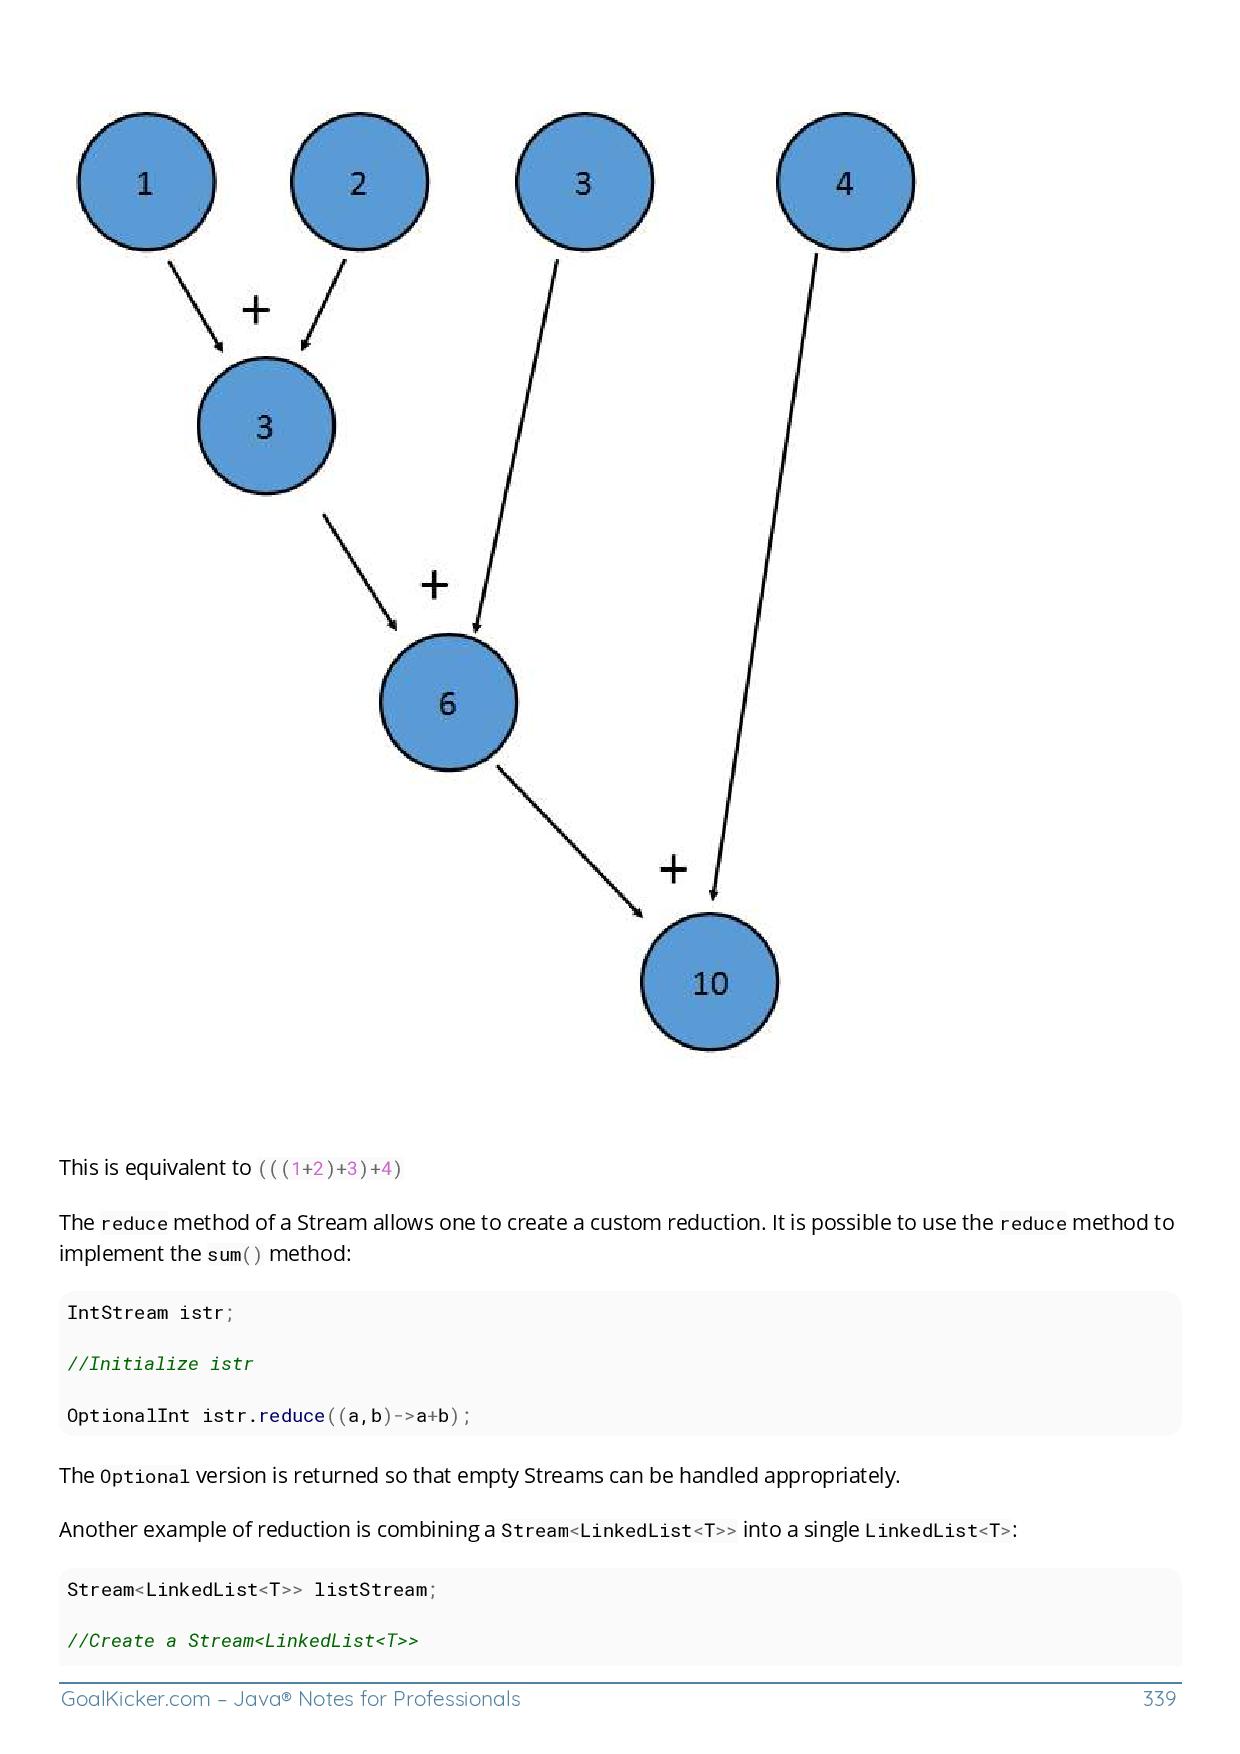 1 2 3 4
+
3
+
6
+
10
This is equivalent to (((1+2)+3)+4)
The reduce method of a Stream allows one to create a custom reduction. It is possible to use the reduce method to
implement the sum() method:
IntStream istr;
//Initialize istr
OptionalInt istr.reduce((a,b)->a+b);
The Optional version is returned so that empty Streams can be handled appropriately.
Another example of reduction is combining a Stream<LinkedList<T>> into a single LinkedList<T>:
Stream<LinkedList<T>> listStream;
//Create a Stream<LinkedList<T>>
GoalKicker.com – Java® Notes for Professionals 339